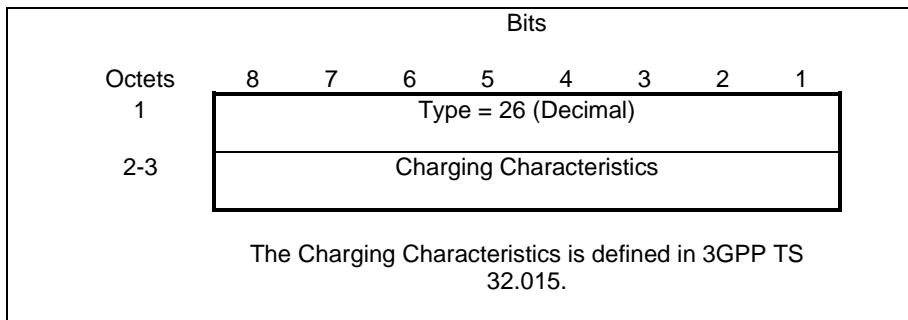 Bits
Octets 8 7 6 5 4 3 2 1
1 Type = 26 (Decimal)
2-3 Charging Characteristics
The Charging Characteristics is defined in 3GPP TS
32.015.